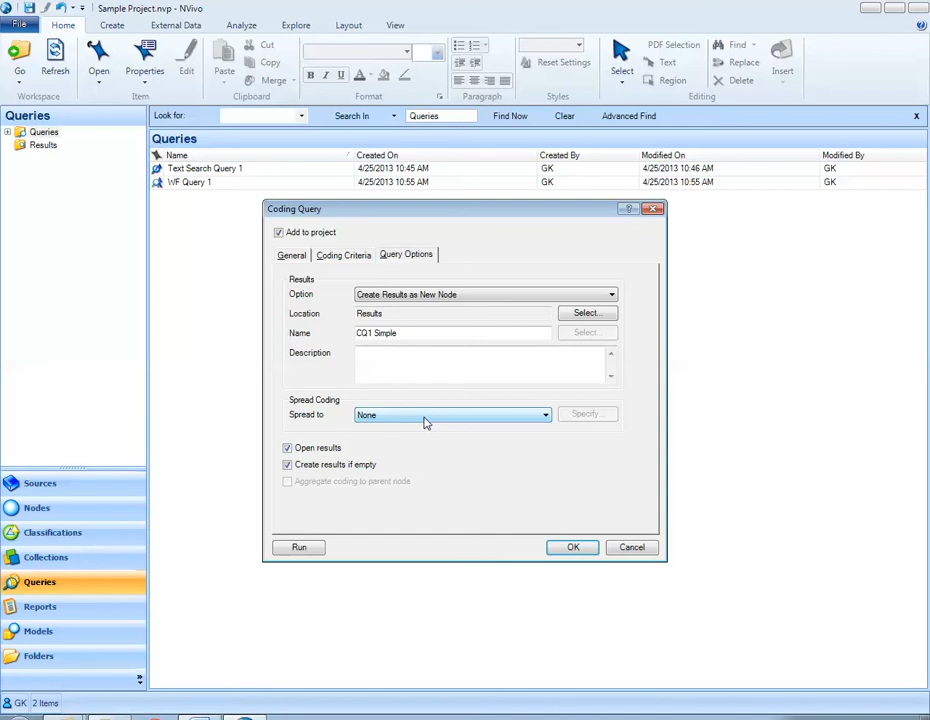 Sample Project.nvp - NVivo
File Home Create External Data Analyze Explore Layout View
Go Refresh Open Properties Edit Paste Cut Copy Merge
B I U
Reset Settings
Select PDF Selection Text Region Find Replace Delete Insert
Workspace Item Clipboard Format Paragraph Styles Editing
Queries
Look for: Search In Queries Find Now Clear Advanced Find x
Queries
Results
Queries
Name Created On Created By Modified On Modified By
Text Search Query 1 4/25/2013 10:45 AM GK 4/25/2013 10:46 AM GK
WF Query 1 4/25/2013 10:55 AM GK 4/25/2013 10:55 AM GK
Coding Query
Add to project
General Coding Criteria Query Options
Results
Option Create Results as New Node
Location Results Select...
Name CQ1 Simple Select...
Description
Spread Coding
Spread to None Specify...
Open results
Create results if empty
Aggregate coding to parent node
Run OK Cancel
Sources
Nodes
Classifications
Collections
Queries
Reports
Models
Folders
»
GK 2 Items